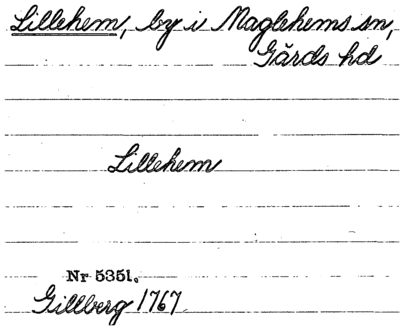 Lillehem, by i Maglehems sn,
Gärds hd
Lillehem
Nr 5351.
Gillberg 1767